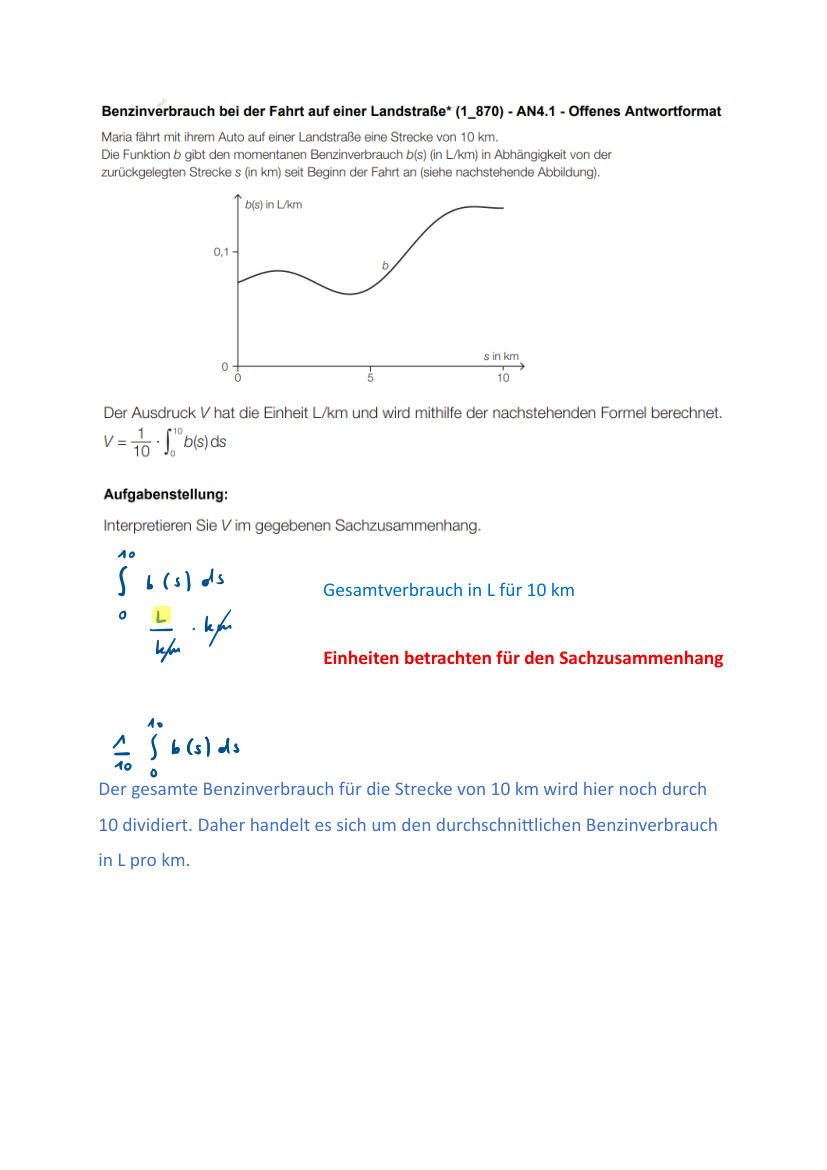 Benzinverbrauch bei der Fahrt auf einer Landstraße* (1_870) - AN4.1 - Offenes Antwortformat
Maria fährt mit ihrem Auto auf einer Landstraße eine Strecke von 10 km.
Die Funktion b gibt den momentanen Benzinverbrauch b(s) (in L/km) in Abhängigkeit von der
zurückgelegten Strecke s (in km) seit Beginn der Fahrt an (siehe nachstehende Abbildung).
b(s) in L/km
0,1
b
s in km
0
0 5 10
Der Ausdruck V hat die Einheit L/km und wird mithilfe der nachstehenden Formel berechnet.
V = 1/10 · ∫₀¹⁰ b(s) ds
Aufgabenstellung:
Interpretieren Sie V im gegebenen Sachzusammenhang.
∫₀¹⁰ b(s) ds
Gesamtverbrauch in L für 10 km
L/km · km
Einheiten betrachten für den Sachzusammenhang
1/10 ∫₀¹⁰ b(s) ds
Der gesamte Benzinverbrauch für die Strecke von 10 km wird hier noch durch
10 dividiert. Daher handelt es sich um den durchschnittlichen Benzinverbrauch
in L pro km.